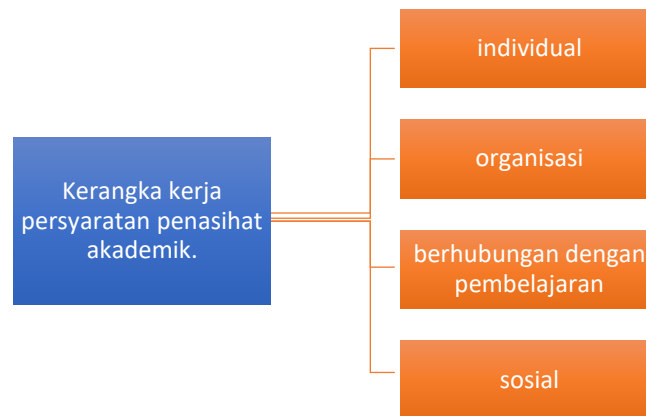 Kerangka kerja
persyaratan penasihat
akademik.
individual
organisasi
berhubungan dengan
pembelajaran
sosial